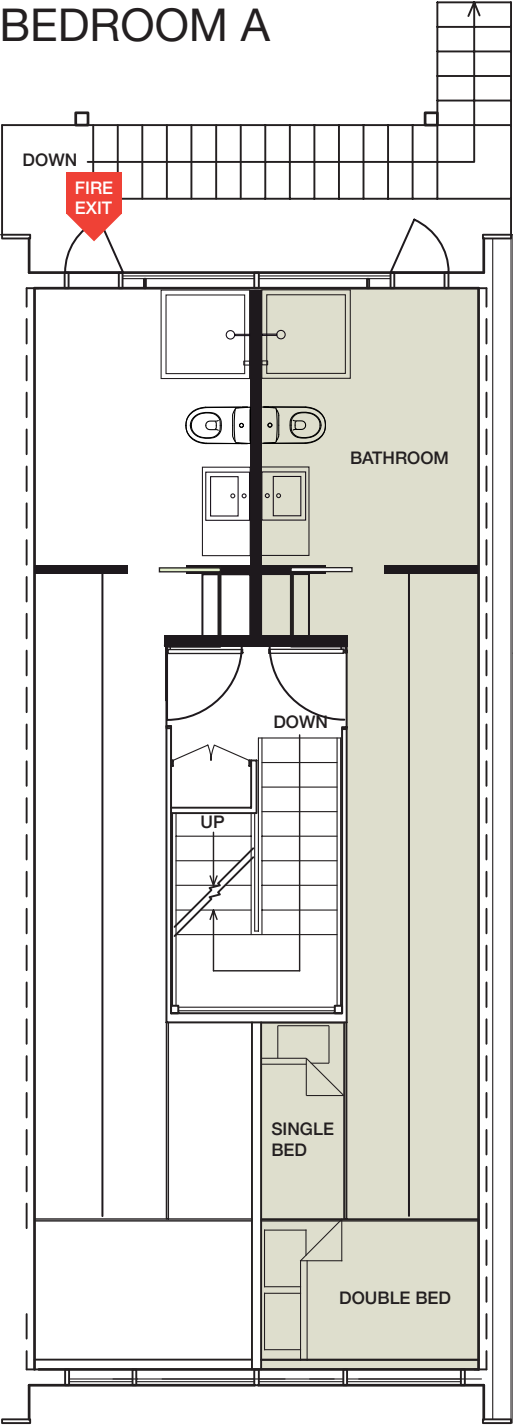 BEDROOM A
DOWN
FIRE
EXIT
BATHROOM
DOWN
UP
SINGLE
BED
DOUBLE BED